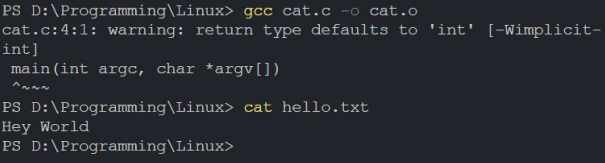 PS D:\Programming\Linux> gcc cat.c -o cat.o
cat.c:4:1: warning: return type defaults to 'int' [-Wimplicit-
int]
 main(int argc, char *argv[])
 ^~~~
PS D:\Programming\Linux> cat hello.txt
Hey World
PS D:\Programming\Linux>